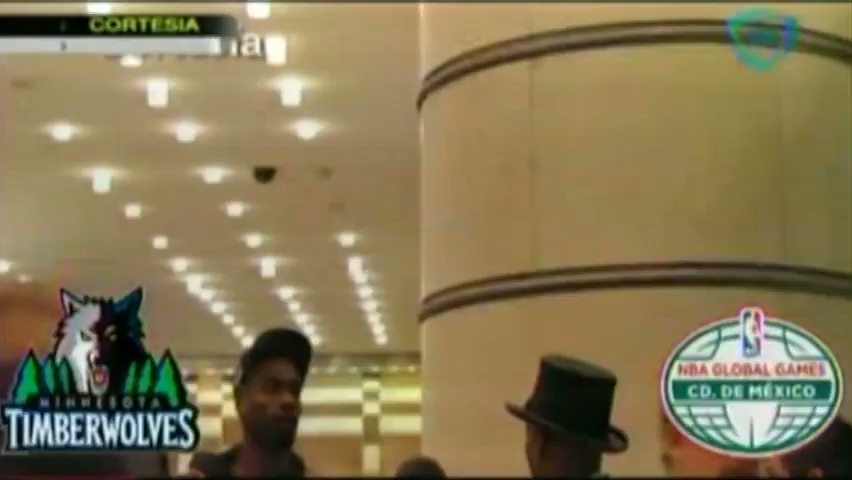 CORTESIA
MINNESOTA
TIMBERWOLVES
NBA GLOBAL GAMES
CD. DE MÉXICO